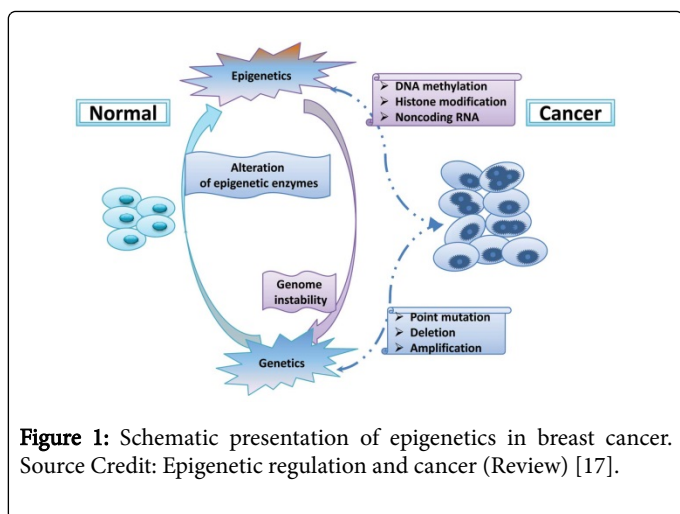 Epigenetics
Normal
➢ DNA methylation
➢ Histone modification
➢ Noncoding RNA
Cancer
Alteration
of epigenetic enzymes
Genome
instability
➢ Point mutation
➢ Deletion
➢ Amplification
Genetics
Figure 1: Schematic presentation of epigenetics in breast cancer.
Source Credit: Epigenetic regulation and cancer (Review) [17].